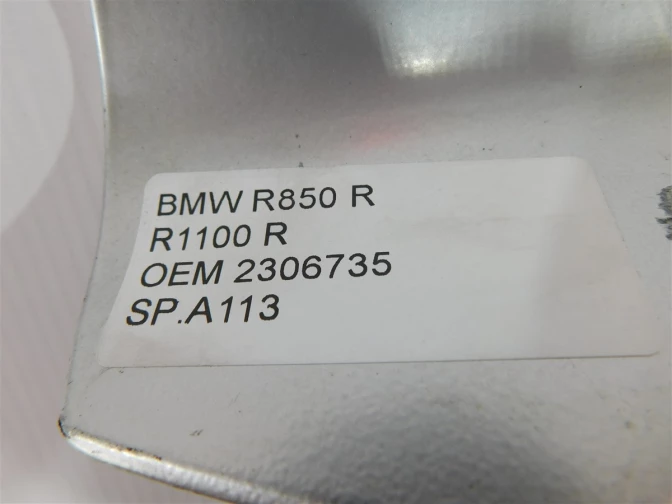 BMW R850 R
R1100 R
OEM 2306735
SP.A113